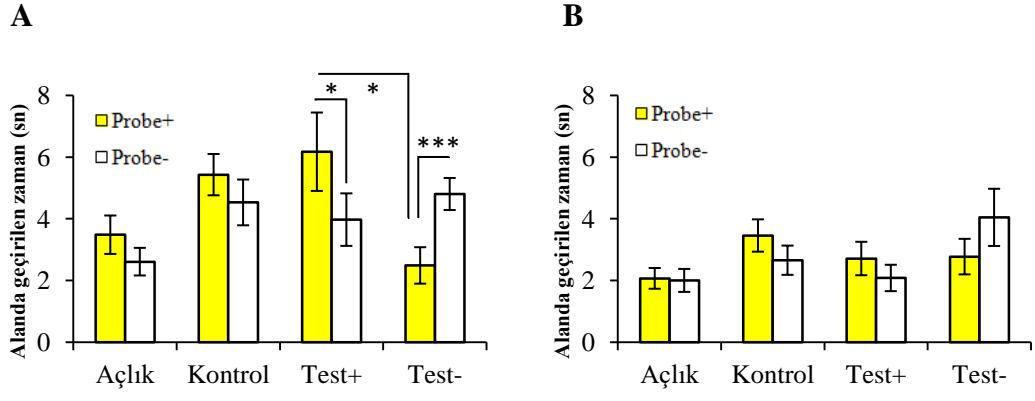 A
Alanda geçirilen zaman (sn)
8
6
4
2
0
Probe+
Probe-
*
*
***
Açlık
Kontrol
Test+
Test-
B
Alanda geçirilen zaman (sn)
8
6
4
2
0
Probe+
Probe-
Açlık
Kontrol
Test+
Test-